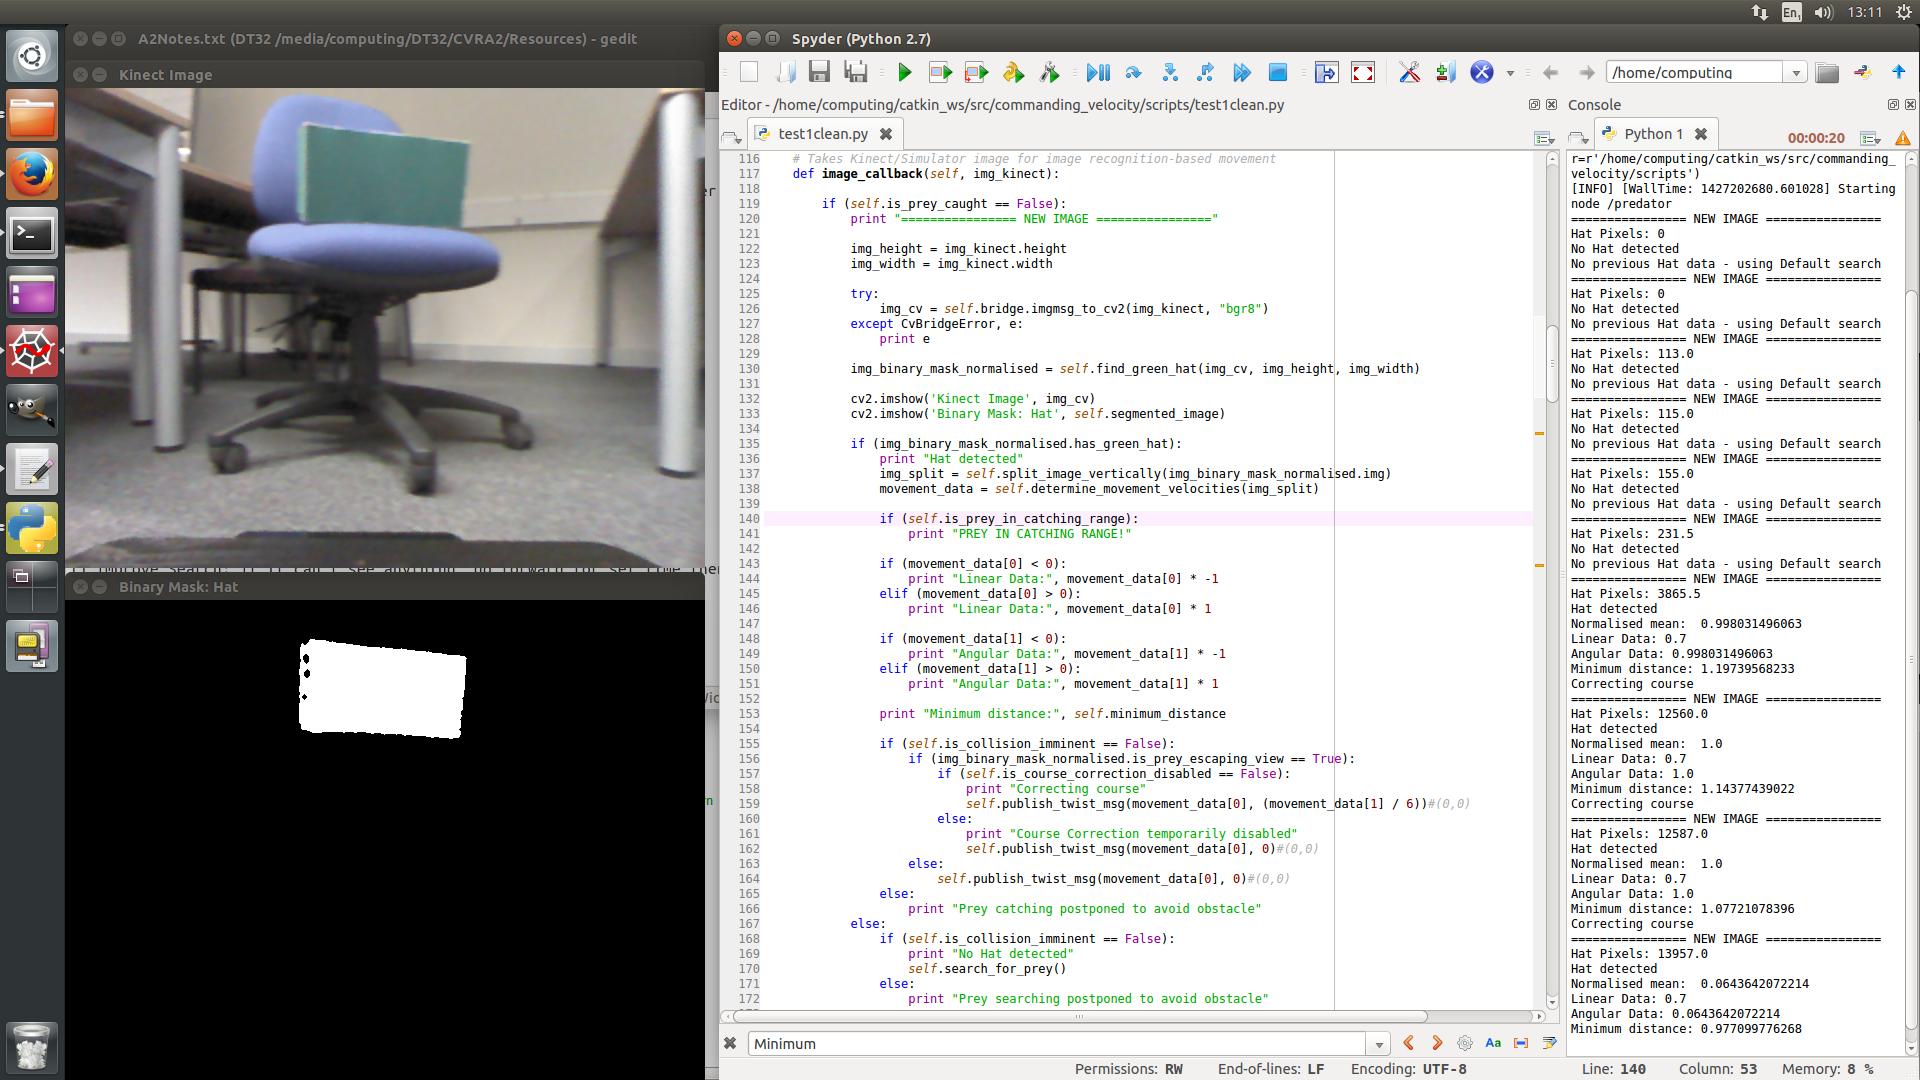 En1
13:11
A2Notes.txt (DT32 /media/computing/DT32/CVRA2/Resources) - gedit
Kinect Image
Binary Mask: Hat
Spyder (Python 2.7)
/home/computing
Editor - /home/computing/catkin_ws/src/commanding_velocity/scripts/test1clean.py
test1clean.py
116 # Takes Kinect/Simulator image for image recognition-based movement
117 def image_callback(self, img_kinect):
118
119 if (self.is_prey_caught == False):
120 print "================ NEW IMAGE ================"
121
122 img_height = img_kinect.height
123 img_width = img_kinect.width
124
125 try:
126 img_cv = self.bridge.imgmsg_to_cv2(img_kinect, "bgr8")
127 except CvBridgeError, e:
128 print e
129
130 img_binary_mask_normalised = self.find_green_hat(img_cv, img_height, img_width)
131
132 cv2.imshow('Kinect Image', img_cv)
133 cv2.imshow('Binary Mask: Hat', self.segmented_image)
134
135 if (img_binary_mask_normalised.has_green_hat):
136 print "Hat detected"
137 img_split = self.split_image_vertically(img_binary_mask_normalised.img)
138 movement_data = self.determine_movement_velocities(img_split)
139
140 if (self.is_prey_in_catching_range):
141 print "PREY IN CATCHING RANGE!"
142
143 if (movement_data[0] < 0):
144 print "Linear Data:", movement_data[0] * -1
145 elif (movement_data[0] > 0):
146 print "Linear Data:", movement_data[0] * 1
147
148 if (movement_data[1] < 0):
149 print "Angular Data:", movement_data[1] * -1
150 elif (movement_data[1] > 0):
151 print "Angular Data:", movement_data[1] * 1
152
153 print "Minimum distance:", self.minimum_distance
154
155 if (self.is_collision_imminent == False):
156 if (img_binary_mask_normalised.is_prey_escaping_view == True):
157 if (self.is_course_correction_disabled == False):
158 print "Correcting course"
159 self.publish_twist_msg(movement_data[0], (movement_data[1] / 6))#(0,0)
160 else:
161 print "Course Correction temporarily disabled"
162 self.publish_twist_msg(movement_data[0], 0)#(0,0)
163 else:
164 self.publish_twist_msg(movement_data[0], 0)#(0,0)
165 else:
166 print "Prey catching postponed to avoid obstacle"
167 else:
168 if (self.is_collision_imminent == False):
169 print "No Hat detected"
170 self.search_for_prey()
171 else:
172 print "Prey searching postponed to avoid obstacle"
Minimum
Aa
Console
Python 1
00:00:20
r=r'/home/computing/catkin_ws/src/commanding_
velocity/scripts')
[INFO] [WallTime: 1427202680.601028] Starting
node /predator
================ NEW IMAGE ================
Hat Pixels: 0
No Hat detected
No previous Hat data - using Default search
================ NEW IMAGE ================
Hat Pixels: 0
No Hat detected
No previous Hat data - using Default search
================ NEW IMAGE ================
Hat Pixels: 113.0
No Hat detected
No previous Hat data - using Default search
================ NEW IMAGE ================
Hat Pixels: 115.0
No Hat detected
No previous Hat data - using Default search
================ NEW IMAGE ================
Hat Pixels: 155.0
No Hat detected
No previous Hat data - using Default search
================ NEW IMAGE ================
Hat Pixels: 231.5
No Hat detected
No previous Hat data - using Default search
================ NEW IMAGE ================
Hat Pixels: 3865.5
Hat detected
Normalised mean:  0.998031496063
Linear Data: 0.7
Angular Data: 0.998031496063
Minimum distance: 1.19739568233
Correcting course
================ NEW IMAGE ================
Hat Pixels: 12560.0
Hat detected
Normalised mean:  1.0
Linear Data: 0.7
Angular Data: 1.0
Minimum distance: 1.14377439022
Correcting course
================ NEW IMAGE ================
Hat Pixels: 12587.0
Hat detected
Normalised mean:  1.0
Linear Data: 0.7
Angular Data: 1.0
Minimum distance: 1.07721078396
Correcting course
================ NEW IMAGE ================
Hat Pixels: 13957.0
Hat detected
Normalised mean:  0.0643642072214
Linear Data: 0.7
Angular Data: 0.0643642072214
Minimum distance: 0.977099776268
Permissions: RW End-of-lines: LF Encoding: UTF-8 Line: 140 Column: 53 Memory: 8 %